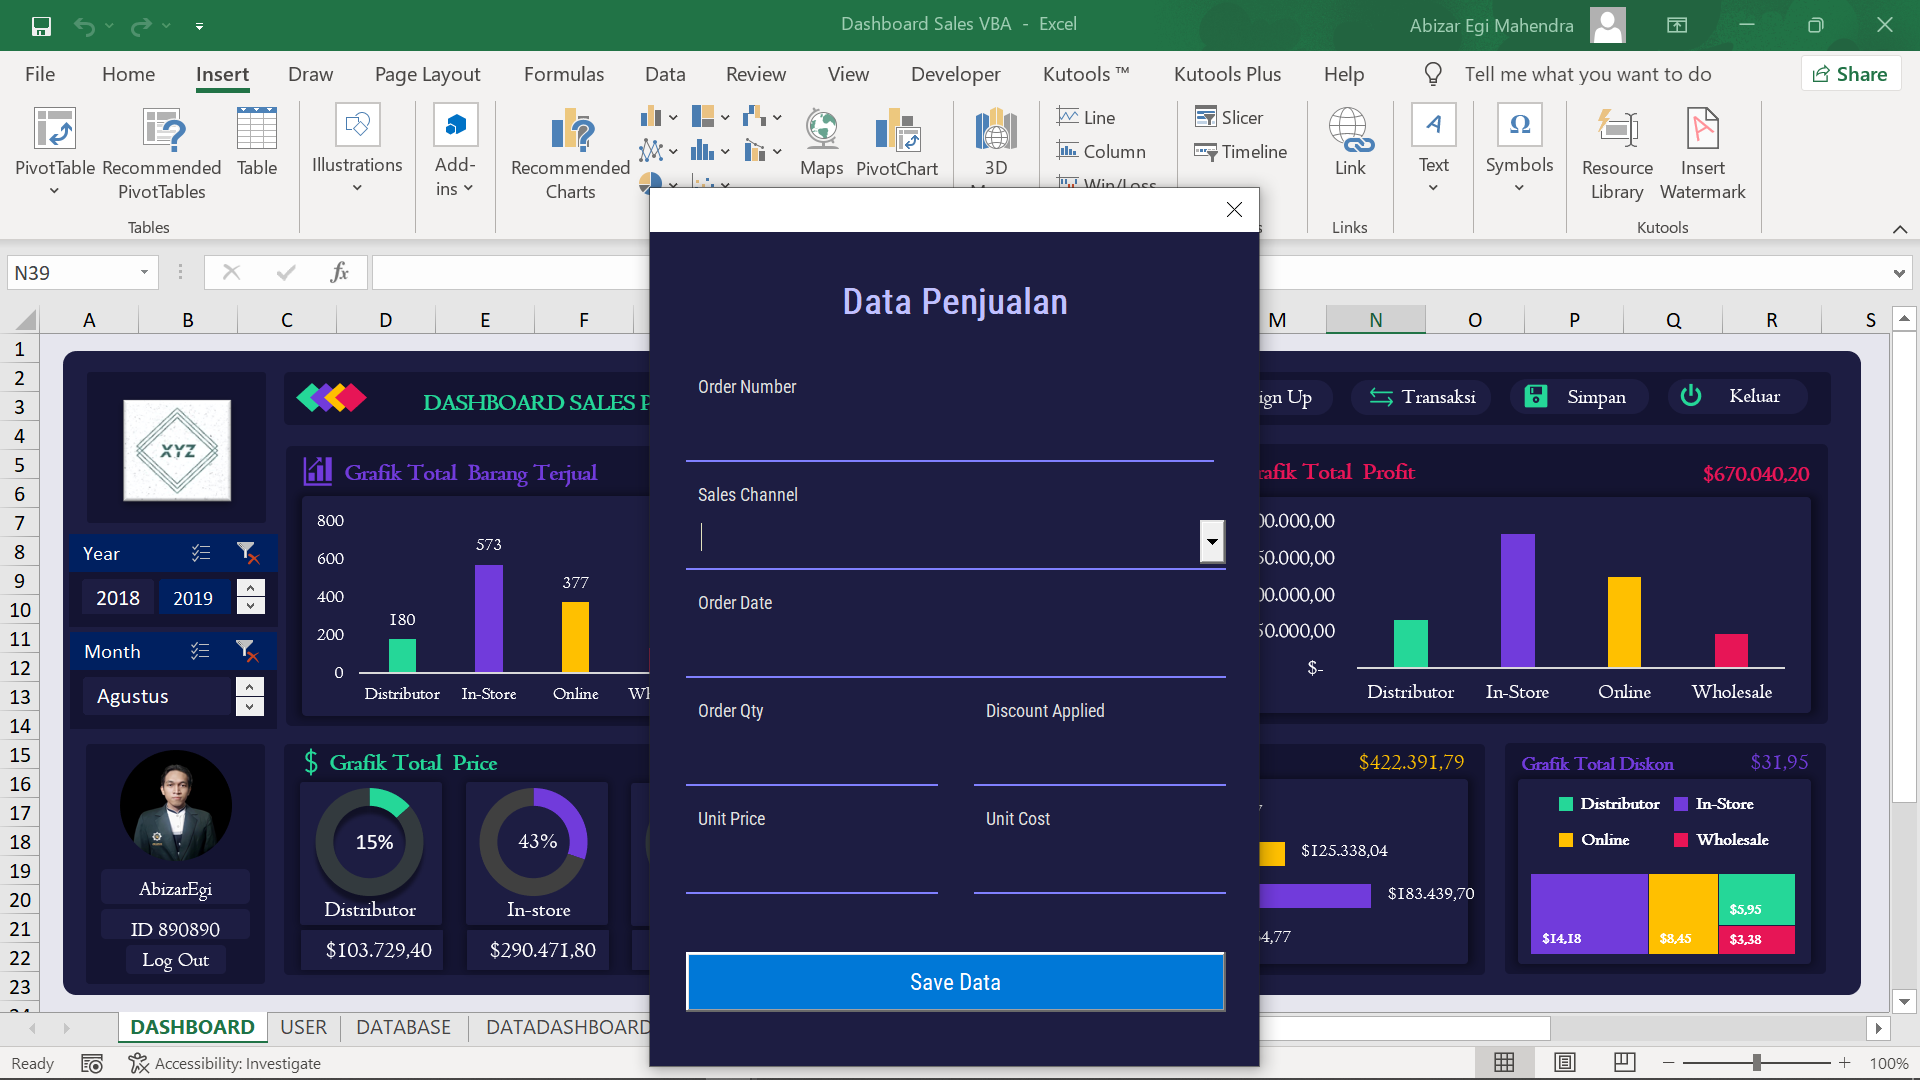 Dashboard Sales VBA - Excel
Abizar Egi Mahendra
File
Home
Insert
Draw
Page Layout
Formulas
Data
Review
View
Developer
Kutools ™
Kutools Plus
Help
Tell me what you want to do
Share
PivotTable
Recommended
PivotTables
Table
Tables
Illustrations
Add-
ins
Recommended
Charts
Maps
PivotChart
3D
Line
Column
Win/Loss
Slicer
Timeline
Link
Links
A
Text
Ω
Symbols
Resource
Library
Insert
Watermark
Kutools
N39
fx
A B C D E F M N O P Q R S
1
2
3
4
5
6
7
8
9
10
11
12
13
14
15
16
17
18
19
20
21
22
23
XYZ
DASHBOARD SALES P
ign Up
Transaksi
Simpan
Keluar
Year
2018
2019
Month
Agustus
AbizarEgi
ID 890890
Log Out
Grafik Total Barang Terjual
800
600
400
200
0
180
573
377
Distributor
In-Store
Online
Wh
$ Grafik Total Price
15%
Distributor
$103.729,40
43%
In-store
$290.471,80
Data Penjualan
Order Number
Sales Channel
Order Date
Order Qty
Discount Applied
Unit Price
Unit Cost
Save Data
rafik Total Profit
$670.040,20
00.000,00
50.000,00
00.000,00
50.000,00
$-
Distributor
In-Store
Online
Wholesale
$422.391,79
$125.338,04
$183.439,70
4,77
Grafik Total Diskon
$31,95
Distributor
In-Store
Online
Wholesale
$14,18
$8,45
$5,95
$3,38
DASHBOARD
USER
DATABASE
DATADASHBOARD
Ready
Accessibility: Investigate
100%